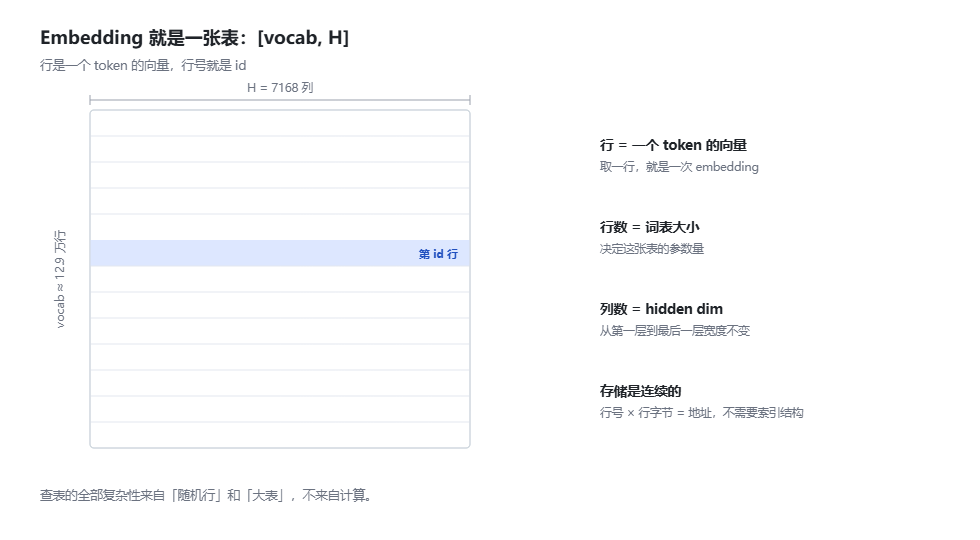 Embedding 就是一张表：[vocab, H]
行是一个 token 的向量，行号就是 id
H = 7168 列
vocab ≈ 12.9 万行
第 id 行
行 = 一个 token 的向量
取一行，就是一次 embedding
行数 = 词表大小
决定这张表的参数量
列数 = hidden dim
从第一层到最后一层宽度不变
存储是连续的
行号 × 行字节 = 地址，不需要索引结构
查表的全部复杂性来自「随机行」和「大表」，不来自计算。